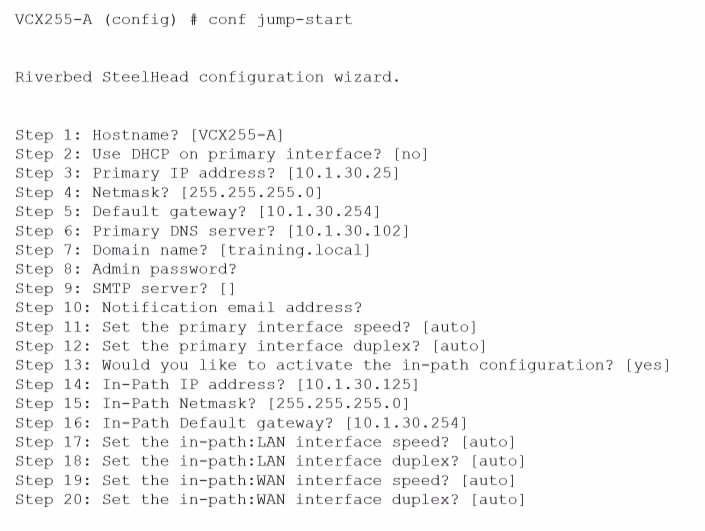 VCX255-A (config) # conf jump-start
Riverbed SteelHead configuration wizard.
Step 1: Hostname? [VCX255-A]
Step 2: Use DHCP on primary interface? [no]
Step 3: Primary IP address? [10.1.30.25]
Step 4: Netmask? [255.255.255.0]
Step 5: Default gateway? [10.1.30.254]
Step 6: Primary DNS server? [10.1.30.102]
Step 7: Domain name? [training.local]
Step 8: Admin password?
Step 9: SMTP server? []
Step 10: Notification email address?
Step 11: Set the primary interface speed? [auto]
Step 12: Set the primary interface duplex? [auto]
Step 13: Would you like to activate the in-path configuration? [yes]
Step 14: In-Path IP address? [10.1.30.125]
Step 15: In-Path Netmask? [255.255.255.0]
Step 16: In-Path Default gateway? [10.1.30.254]
Step 17: Set the in-path:LAN interface speed? [auto]
Step 18: Set the in-path:LAN interface duplex? [auto]
Step 19: Set the in-path:WAN interface speed? [auto]
Step 20: Set the in-path:WAN interface duplex? [auto]